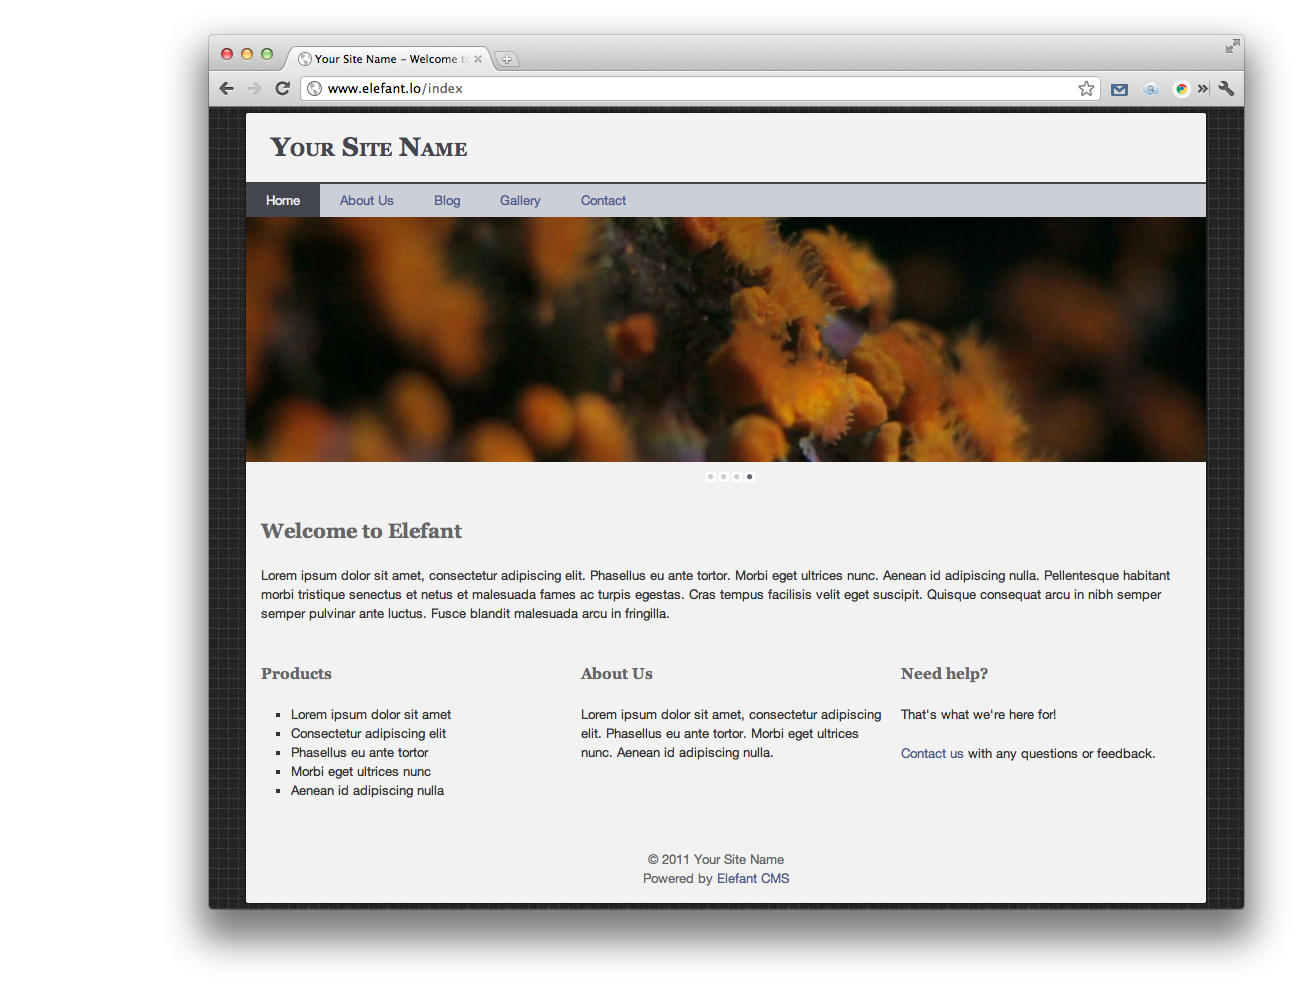 Your Site Name – Welcome to
www.elefant.lo/index
Your Site Name
Home About Us Blog Gallery Contact
Welcome to Elefant
Lorem ipsum dolor sit amet, consectetur adipiscing elit. Phasellus eu ante tortor. Morbi eget ultrices nunc. Aenean id adipiscing nulla. Pellentesque habitant
morbi tristique senectus et netus et malesuada fames ac turpis egestas. Cras tempus facilisis velit eget suscipit. Quisque consequat arcu in nibh semper
semper pulvinar ante luctus. Fusce blandit malesuada arcu in fringilla.
Products
Lorem ipsum dolor sit amet
Consectetur adipiscing elit
Phasellus eu ante tortor
Morbi eget ultrices nunc
Aenean id adipiscing nulla
About Us
Lorem ipsum dolor sit amet, consectetur adipiscing
elit. Phasellus eu ante tortor. Morbi eget ultrices
nunc. Aenean id adipiscing nulla.
Need help?
That's what we're here for!
Contact us with any questions or feedback.
© 2011 Your Site Name
Powered by Elefant CMS